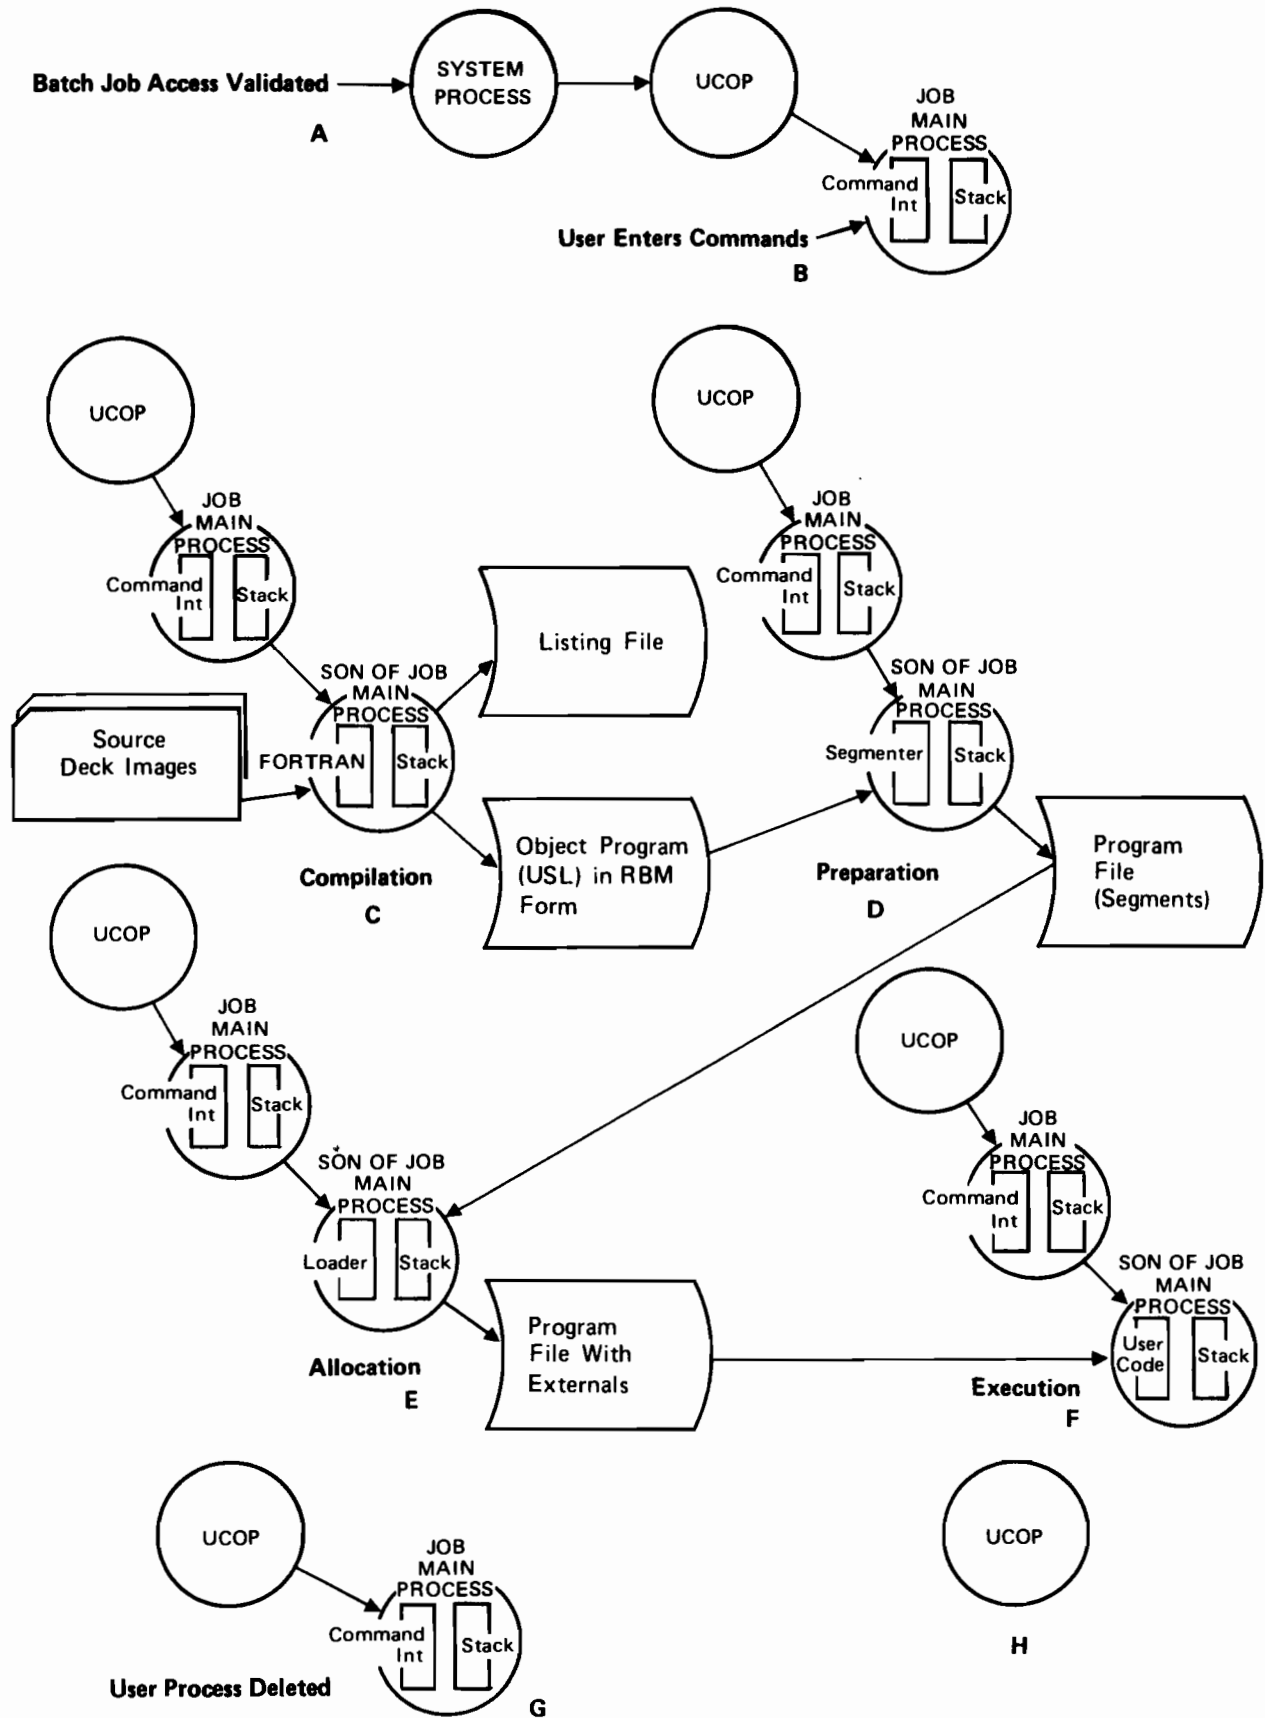 Batch Job Access Validated
A
SYSTEM
PROCESS
UCOP
JOB
MAIN
PROCESS
Command
Int
Stack
User Enters Commands
B
UCOP
JOB
MAIN
PROCESS
Command
Int
Stack
SON OF JOB
MAIN
PROCESS
FORTRAN
Stack
Source
Deck Images
Listing File
Object Program
(USL) in RBM
Form
Compilation
C
UCOP
JOB
MAIN
PROCESS
Command
Int
Stack
SON OF JOB
MAIN
PROCESS
Segmenter
Stack
Preparation
D
Program
File
(Segments)
UCOP
JOB
MAIN
PROCESS
Command
Int
Stack
SON OF JOB
MAIN
PROCESS
Loader
Stack
Allocation
E
Program
File With
Externals
UCOP
JOB
MAIN
PROCESS
Command
Int
Stack
SON OF JOB
MAIN
PROCESS
User
Code
Stack
Execution
F
UCOP
JOB
MAIN
PROCESS
Command
Int
Stack
User Process Deleted
G
UCOP
H